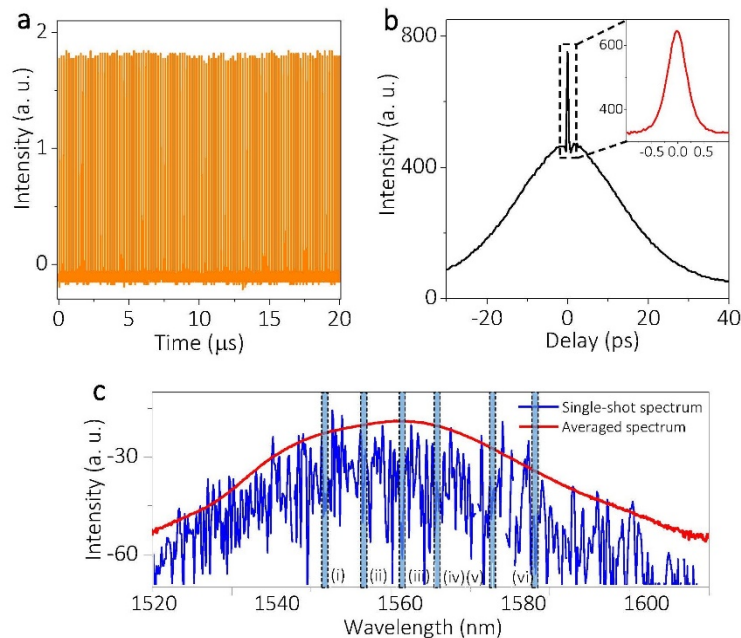 a
2
1
0
Intensity (a. u.)
0
5
10
15
20
Time (μs)
b
800
400
0
Intensity (a. u.)
-20
0
20
40
Delay (ps)
600
400
-0.5
0.0
0.5
c
Single-shot spectrum
Averaged spectrum
-30
-60
Intensity (a. u.)
(i)
(ii)
(iii)
(iv)
(v)
(vi)
1520
1540
1560
1580
1600
Wavelength (nm)